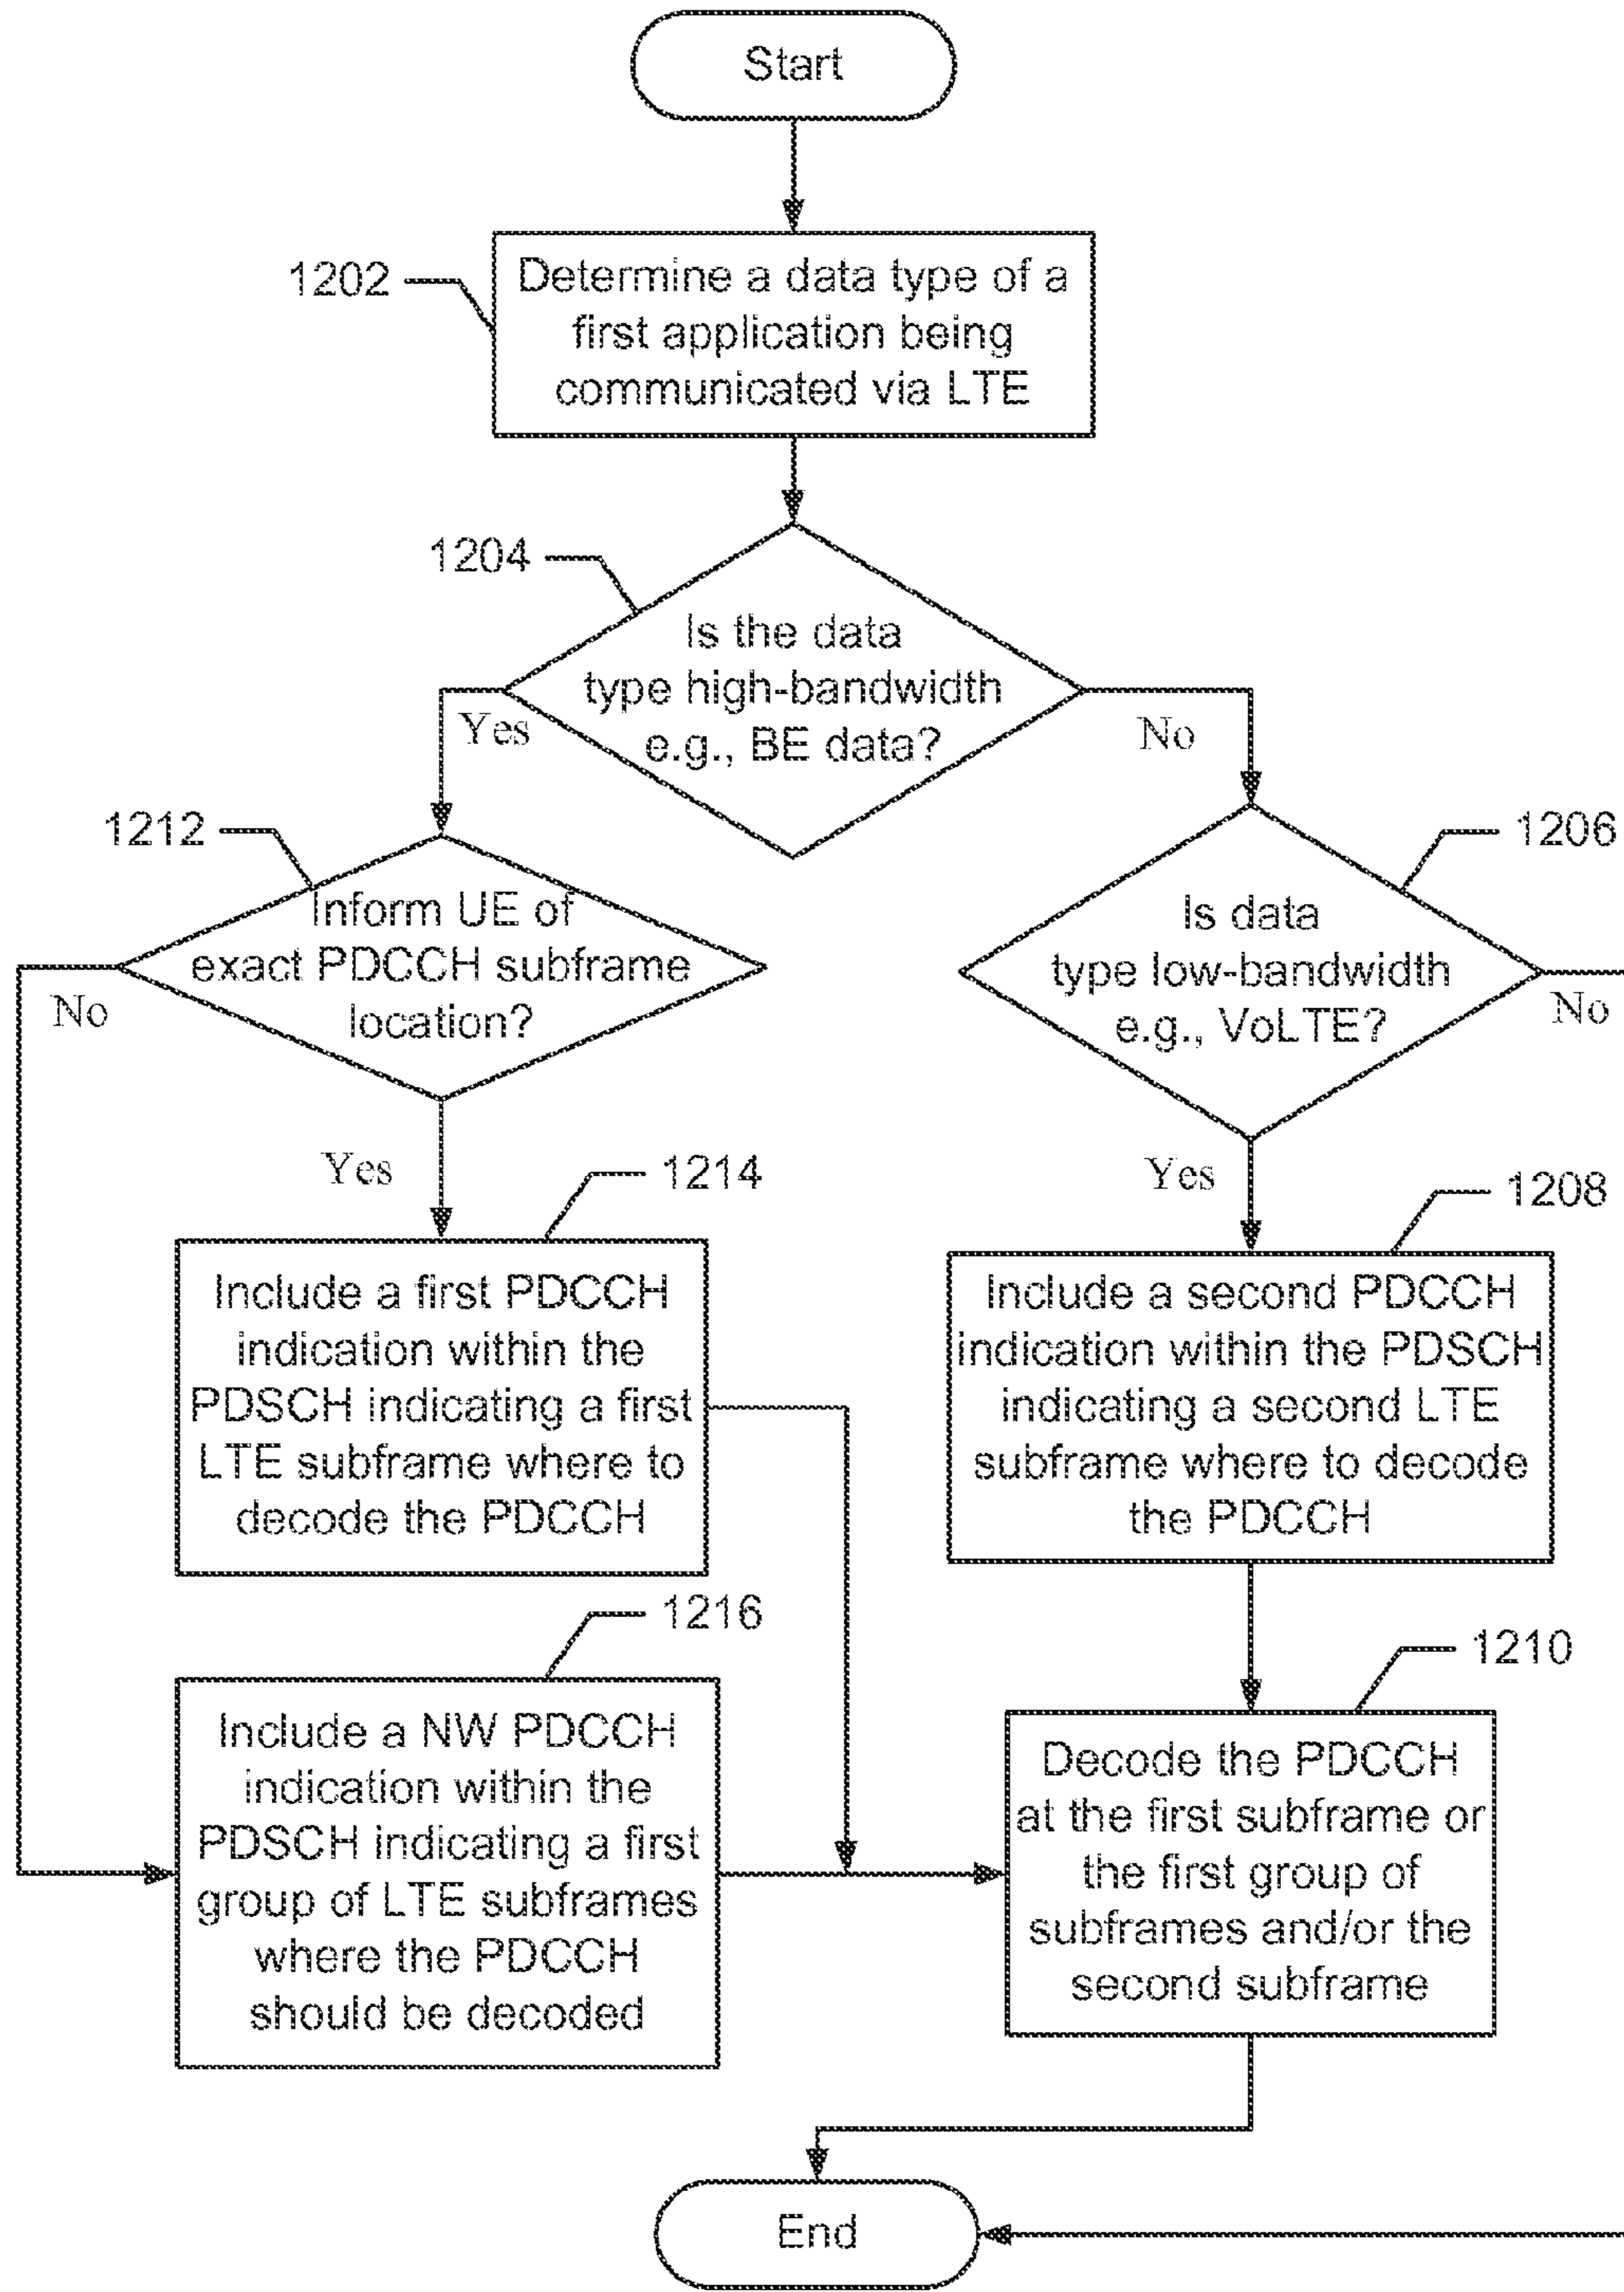 Start
1202
Determine a data type of a
first application being
communicated via LTE
1204
Is the data
type high-bandwidth
e.g., BE data?
Yes
No
1212
Inform UE of
exact PDCCH subframe
location?
No
1206
Is data
type low-bandwidth
e.g., VoLTE?
No
Yes
1214
Include a first PDCCH
indication within the
PDSCH indicating a first
LTE subframe where to
decode the PDCCH
Yes
1208
Include a second PDCCH
indication within the PDSCH
indicating a second LTE
subframe where to decode
the PDCCH
1216
Include a NW PDCCH
indication within the
PDSCH indicating a first
group of LTE subframes
where the PDCCH
should be decoded
1210
Decode the PDCCH
at the first subframe or
the first group of
subframes and/or the
second subframe
End